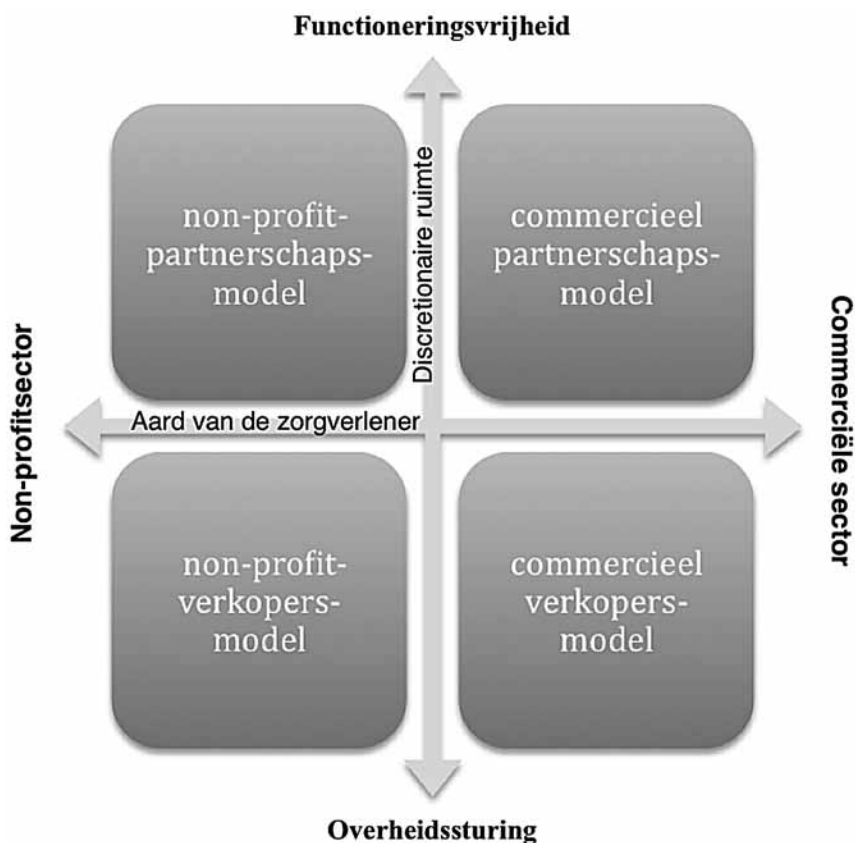 Functioneringsvrijheid
non-profit-
partnerschaps-
model
Discretionaire ruimte
commercieel
partnerschaps-
model
Non-profitsector
Aard van de zorgverlener
Commerciële sector
non-profit-
verkopers-
model
commercieel
verkopers-
model
Overheidssturing